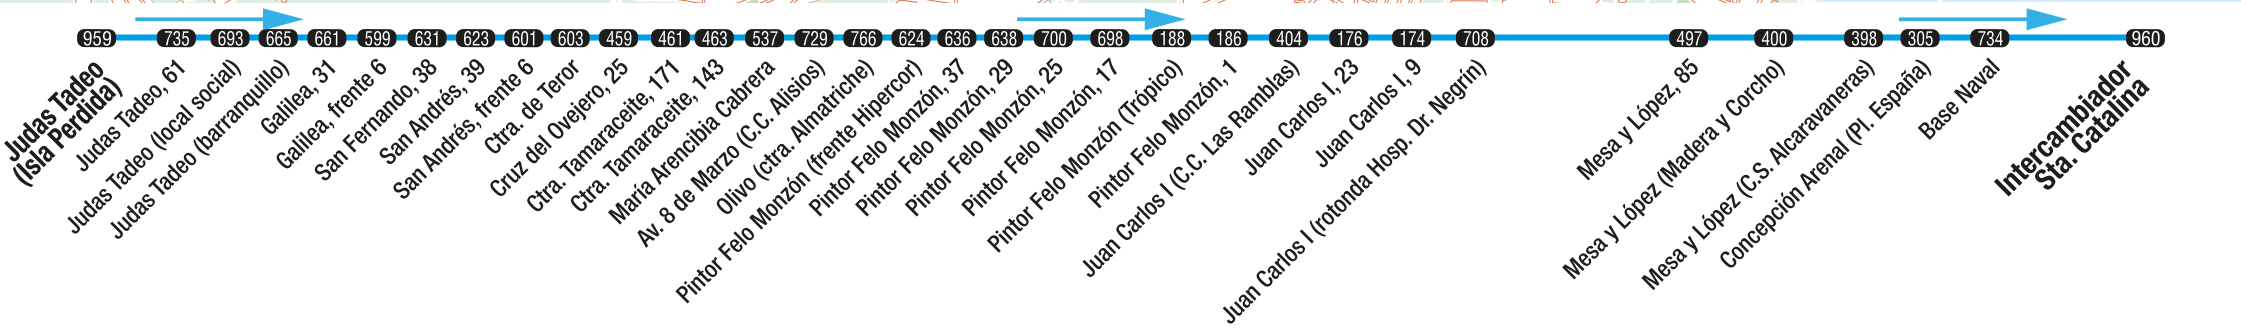 959 735 693 665 661 599 631 623 601 603 459 461 463 537 729 766 624 636 638 700 698 188 186 404 176 174 708 497 400 398 305 734 960
Judas Tadeo
(Isla Perdida)
Judas Tadeo, 61
Judas Tadeo (local social)
Judas Tadeo (barranquillo)
Galilea, 31
Galilea, frente 6
San Fernando, 38
San Andrés, 39
San Andrés, frente 6
Ctra. de Teror
Cruz del Ovejero, 25
Ctra. Tamaraceite, 171
Ctra. Tamaraceite, 143
María Arencibia Cabrera
Av. 8 de Marzo (C.C. Alisios)
Olivo (ctra. Almatriche)
Pintor Felo Monzón (frente Hipercor)
Pintor Felo Monzón, 37
Pintor Felo Monzón, 29
Pintor Felo Monzón, 25
Pintor Felo Monzón, 17
Pintor Felo Monzón (Trópico)
Pintor Felo Monzón, 1
Juan Carlos I (C.C. Las Ramblas)
Juan Carlos I, 23
Juan Carlos I, 9
Juan Carlos I (rotonda Hosp. Dr. Negrín)
Mesa y López, 85
Mesa y López (Madera y Corcho)
Mesa y López (C.S. Alcaravaneras)
Concepción Arenal (Pl. España)
Base Naval
Intercambiador
Sta. Catalina